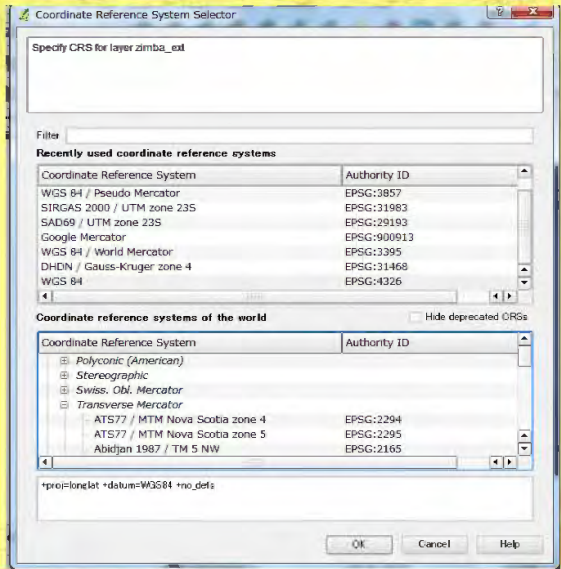 Coordinate Reference System Selector
Specify CRS for layer zimba_ext
Filter
Recently used coordinate reference systems
Coordinate Reference System Authority ID
WGS 84 / Pseudo Mercator EPSG:3857
SIRGAS 2000 / UTM zone 23S EPSG:31983
SAD69 / UTM zone 23S EPSG:29193
Google Mercator EPSG:900913
WGS 84 / World Mercator EPSG:3395
DHDN / Gauss-Kruger zone 4 EPSG:31468
WGS 84 EPSG:4326
Coordinate reference systems of the world Hide deprecated CRSs
Coordinate Reference System Authority ID
Polyconic (American)
Stereographic
Swiss. Obl. Mercator
Transverse Mercator
ATS77 / MTM Nova Scotia zone 4 EPSG:2294
ATS77 / MTM Nova Scotia zone 5 EPSG:2295
Abidjan 1987 / TM 5 NW EPSG:2165
+proj=longlat +datum=WGS84 +no_defs
OK Cancel Help